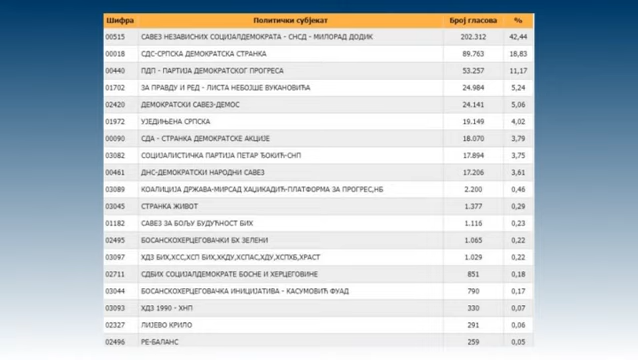 Шифра Политички субјекат Број гласова %
00515 САВЕЗ НЕЗАВИСНИХ СОЦИЈАЛДЕМОКРАТА - СНСД - МИЛОРАД ДОДИК 202.312 42,44
00018 СДС-СРПСКА ДЕМОКРАТСКА СТРАНКА 89.763 18,83
00440 ПДП - ПАРТИЈА ДЕМОКРАТСКОГ ПРОГРЕСА 53.257 11,17
01702 ЗА ПРАВДУ И РЕД - ЛИСТА НЕБОЈШЕ ВУКАНОВИЋА 24.984 5,24
02420 ДЕМОКРАТСКИ САВЕЗ-ДЕМОС 24.141 5,06
01972 УЈЕДИЊЕНА СРПСКА 19.149 4,02
00090 СДА - СТРАНКА ДЕМОКРАТСКЕ АКЦИЈЕ 18.070 3,79
03082 СОЦИЈАЛИСТИЧКА ПАРТИЈА ПЕТАР ЂОКИЋ-СНП 17.894 3,75
00461 ДНС-ДЕМОКРАТСКИ НАРОДНИ САВЕЗ 17.206 3,61
03089 КОАЛИЦИЈА ДРЖАВА-МИРСАД ХАЏИКАДИЋ-ПЛАТФОРМА ЗА ПРОГРЕС,НБ 2.200 0,46
03045 СТРАНКА ЖИВОТ 1.377 0,29
01182 САВЕЗ ЗА БОЉУ БУДУЋНОСТ БИХ 1.116 0,23
02495 БОСАНСКОХЕРЦЕГОВАЧКИ БХ ЗЕЛЕНИ 1.065 0,22
03097 ХДЗ БИХ,ХСС,ХСП БИХ,ХКДУ,ХСПАС,ХДУ,ХСПХБ,ХРАСТ 1.029 0,22
02711 СДБИХ СОЦИЈАЛДЕМОКРАТЕ БОСНЕ И ХЕРЦЕГОВИНЕ 851 0,18
03044 БОСАНСКОХЕРЦЕГОВАЧКА ИНИЦИЈАТИВА - КАСУМОВИЋ ФУАД 790 0,17
03093 ХДЗ 1990 - ХНП 330 0,07
02327 ЛИЈЕВО КРИЛО 291 0,06
02496 РЕ-БАЛАНС 259 0,05